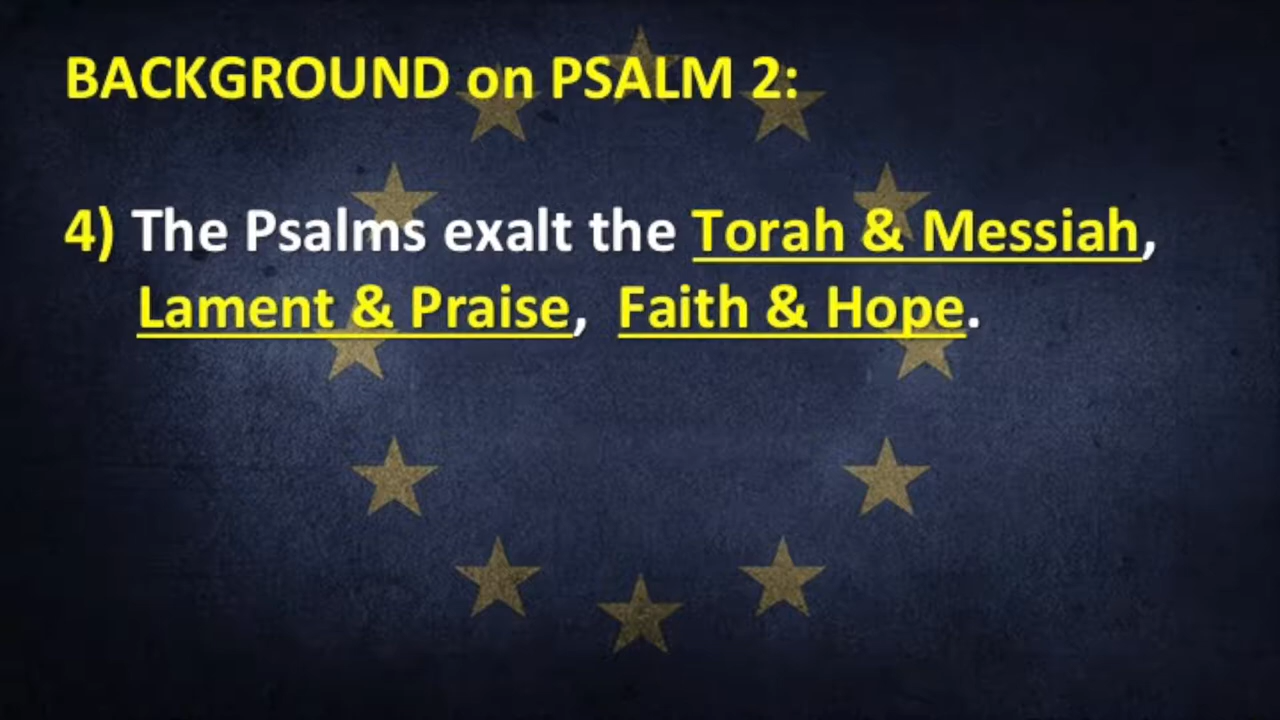 BACKGROUND on PSALM 2:
4) The Psalms exalt the Torah & Messiah,
Lament & Praise, Faith & Hope.